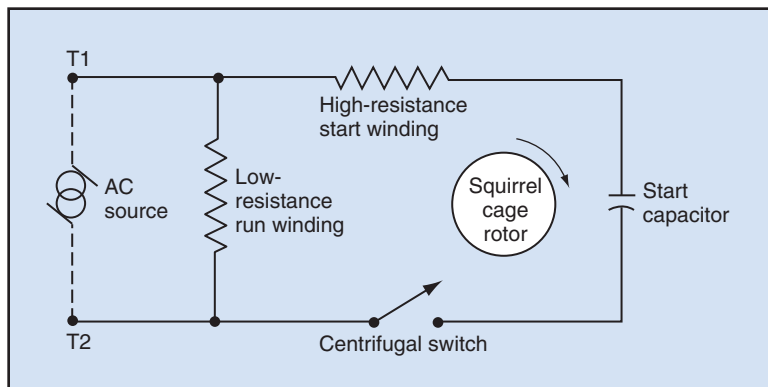 T1
High-resistance
start winding
AC
source
Low-
resistance
run winding
Squirrel
cage
rotor
Start
capacitor
T2
Centrifugal switch